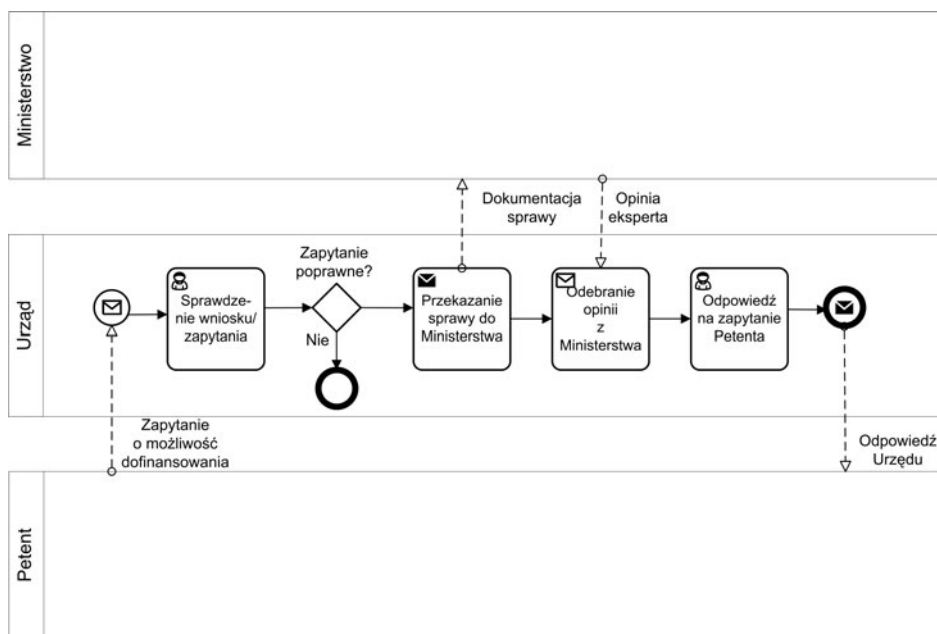 Ministerstwo
Dokumentacja
sprawy
Opinia
eksperta
Urząd
Zapytanie
poprawne?
Sprawdze-
nie wniosku/
zapytania
Nie
Przekazanie
sprawy do
Ministerstwa
Odebranie
opinii
z
Ministerstwa
Odpowiedź
na zapytanie
Petenta
Zapytanie
o możliwość
dofinansowania
Odpowiedź
Urzędu
Petent